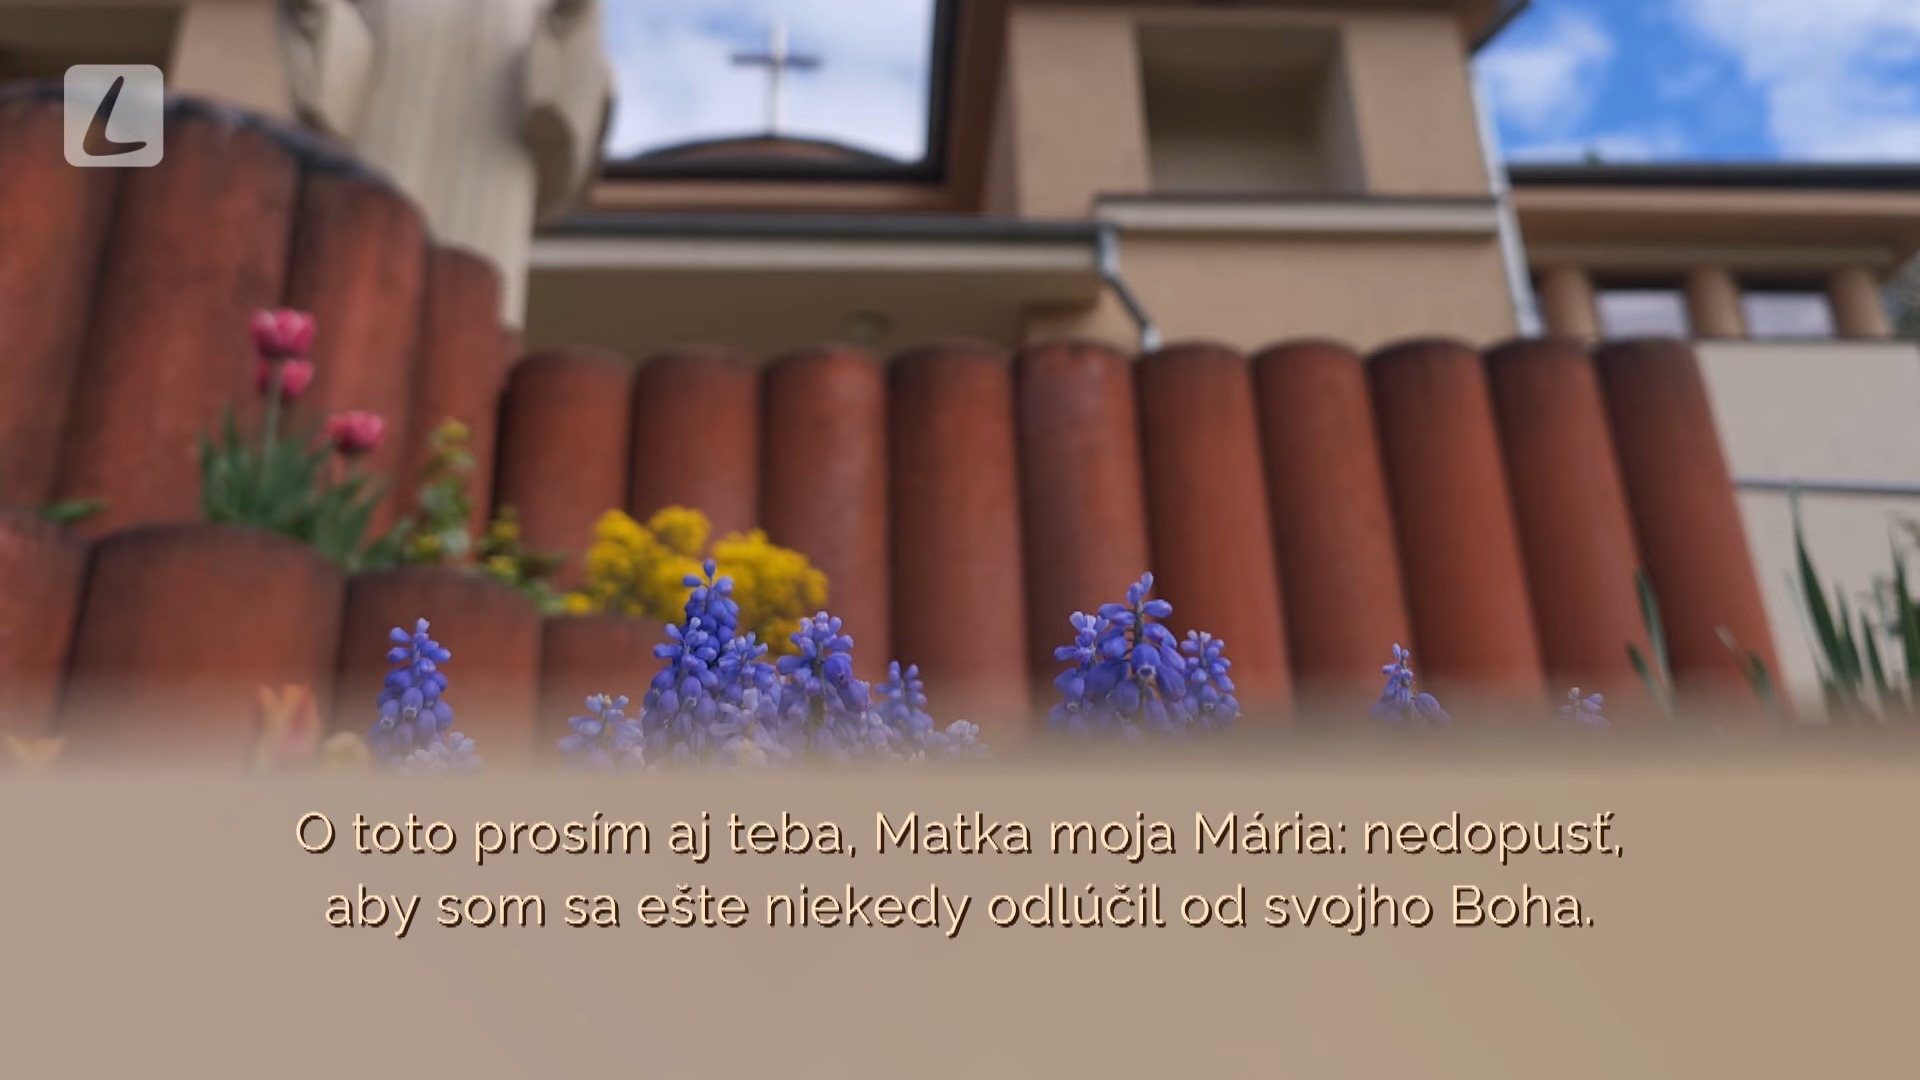 O toto prosím aj teba, Matka moja Mária: nedopusť,
aby som sa ešte niekedy odlúčil od svojho Boha.